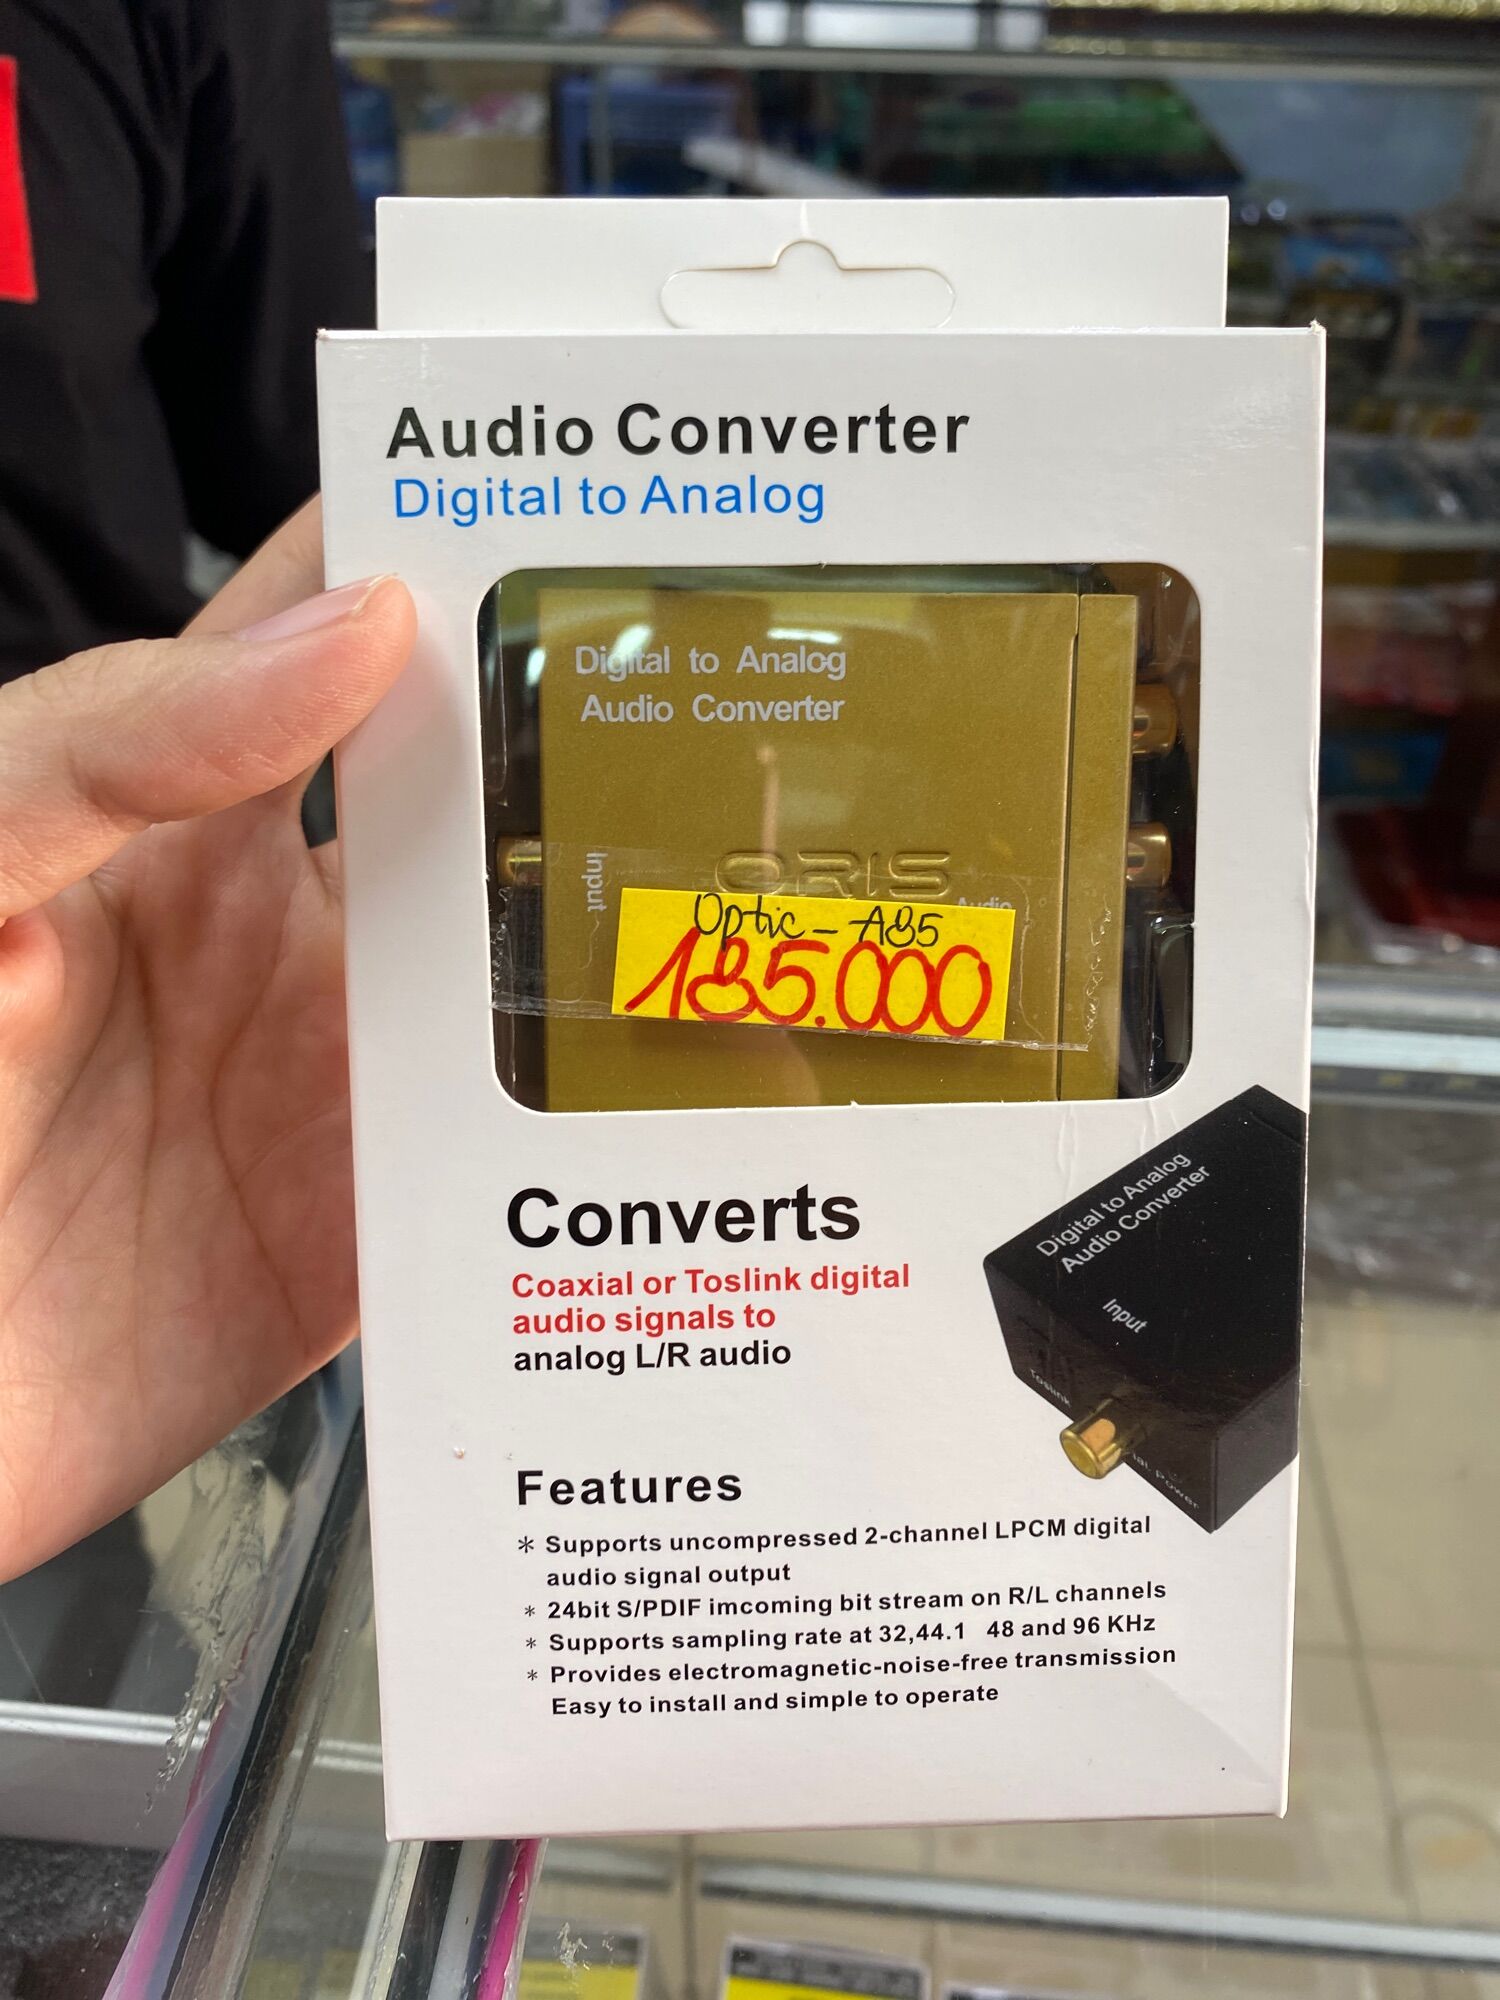 Audio Converter
Digital to Analog
Digital to Analog
Audio Converter
Input
ORIS
Audio
Optic - A85
185.000
Converts
Coaxial or Toslink digital
audio signals to
analog L/R audio
Digital to Analog
Audio Converter
Input
Toslink
Power
Features
* Supports uncompressed 2-channel LPCM digital
audio signal output
* 24bit S/PDIF imcoming bit stream on R/L channels
* Supports sampling rate at 32,44.1 48 and 96 KHz
* Provides electromagnetic-noise-free transmission
Easy to install and simple to operate